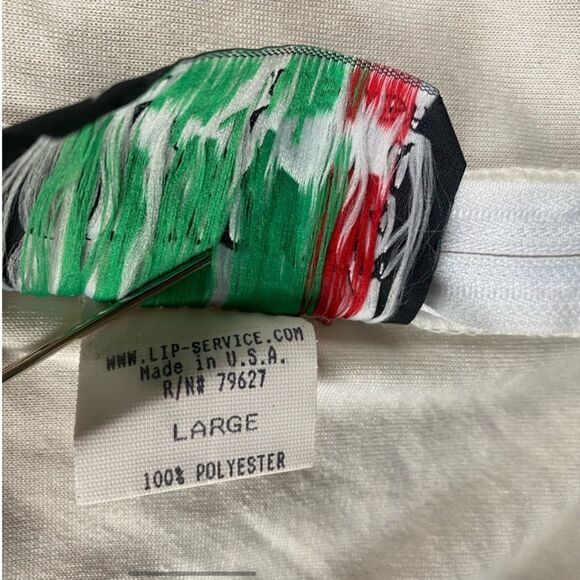 WWW.LIP-SERVICE.COM
Made in U.S.A.
R/N# 79627
LARGE
100% POLYESTER